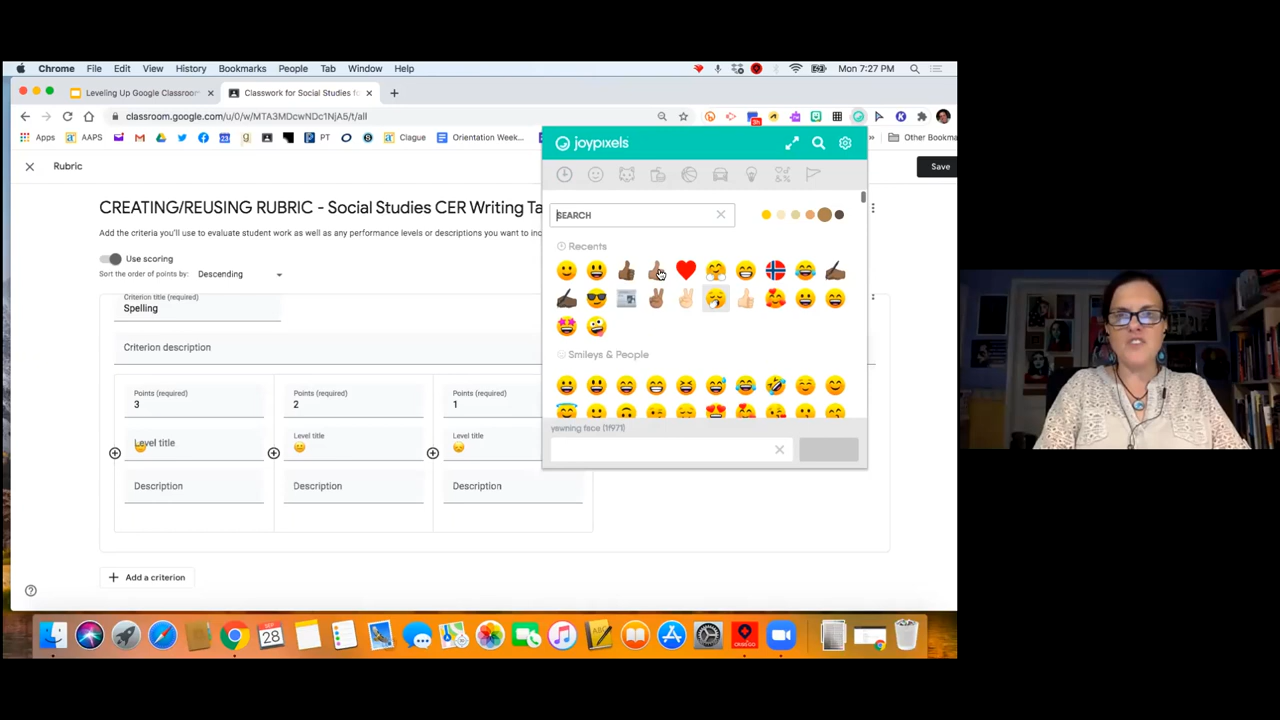 Chrome File Edit View History Bookmarks People Tab Window Help Mon 7:27 PM
Leveling Up Google Classroom × Classwork for Social Studies fo × +
classroom.google.com/u/0/w/MTA3MDcwNDc1NjA5/t/all
Apps AAPS PT Clague Orientation Week... » Other Bookma
joypixels
× Rubric Save
CREATING/REUSING RUBRIC - Social Studies CER Writing Ta
SEARCH
Add the criteria you'll use to evaluate student work as well as any performance levels or descriptions you want to inc
Recents
Use scoring
Sort the order of points by: Descending
Criterion title (required)
Spelling
Criterion description
Smileys & People
Points (required) Points (required) Points (required)
3 2 1
yawning face (1f971)
Level title Level title Level title
Description Description Description
+ Add a criterion
SEP
28